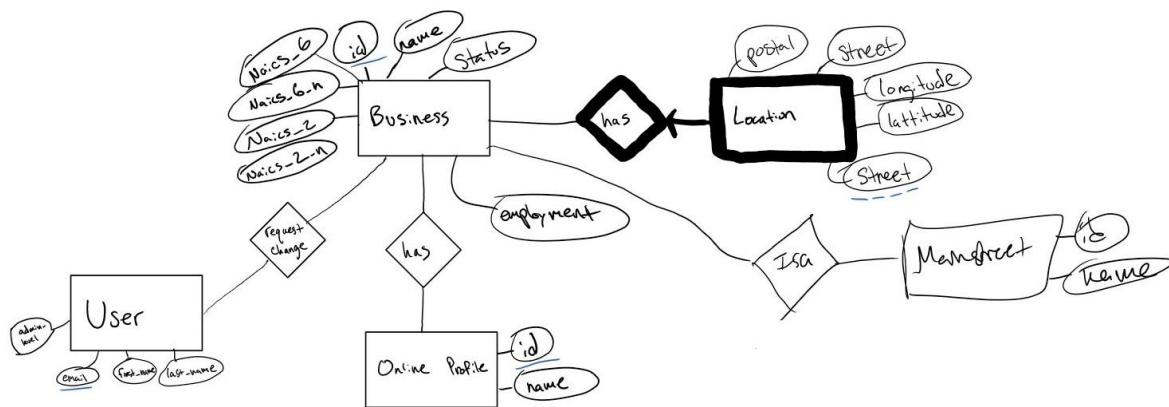 Naics_6
id
name
Status
Naics_6_n
Naics_2
Naics_2_n
Business
has
postal
Street
longitude
lattitude
Location
Street
employment
request
change
has
Isa
Mainstreet
id
name
User
admin-
level
email
first_name
last_name
Online Profile
id
name